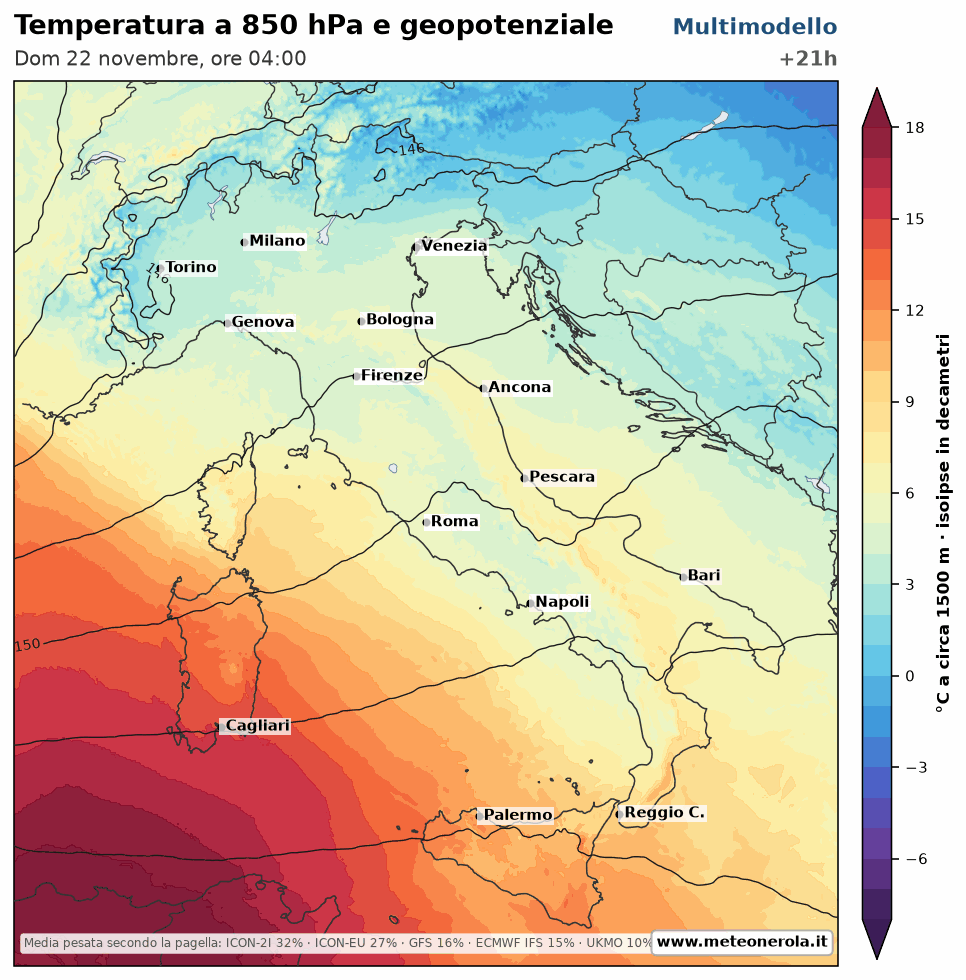 Temperatura a 850 hPa e geopotenziale
Multimodello
Dom 22 novembre, ore 04:00
+21h
146
Milano
Venezia
Torino
Genova
Bologna
Firenze
Ancona
Pescara
Roma
Bari
Napoli
150
Cagliari
Palermo
Reggio C.
18
15
12
9
6
3
0
−3
−6
°C a circa 1500 m · isoipse in decametri
Media pesata secondo la pagella: ICON-2I 32% · ICON-EU 27% · GFS 16% · ECMWF IFS 15% · UKMO 10%
www.meteonerola.it